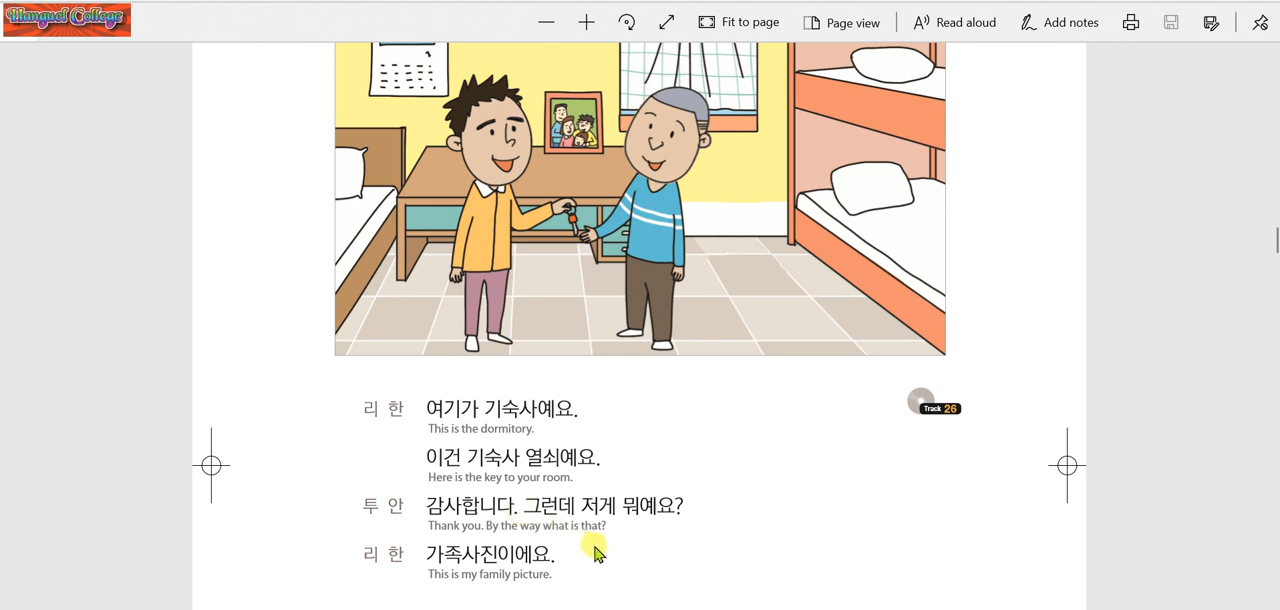 Hanguel College
Fit to page
Page view
Read aloud
Add notes
리 한 여기가 기숙사예요.
This is the dormitory.
Track 26
이건 기숙사 열쇠예요.
Here is the key to your room.
투 안 감사합니다. 그런데 저게 뭐예요?
Thank you. By the way what is that?
리 한 가족사진이에요.
This is my family picture.